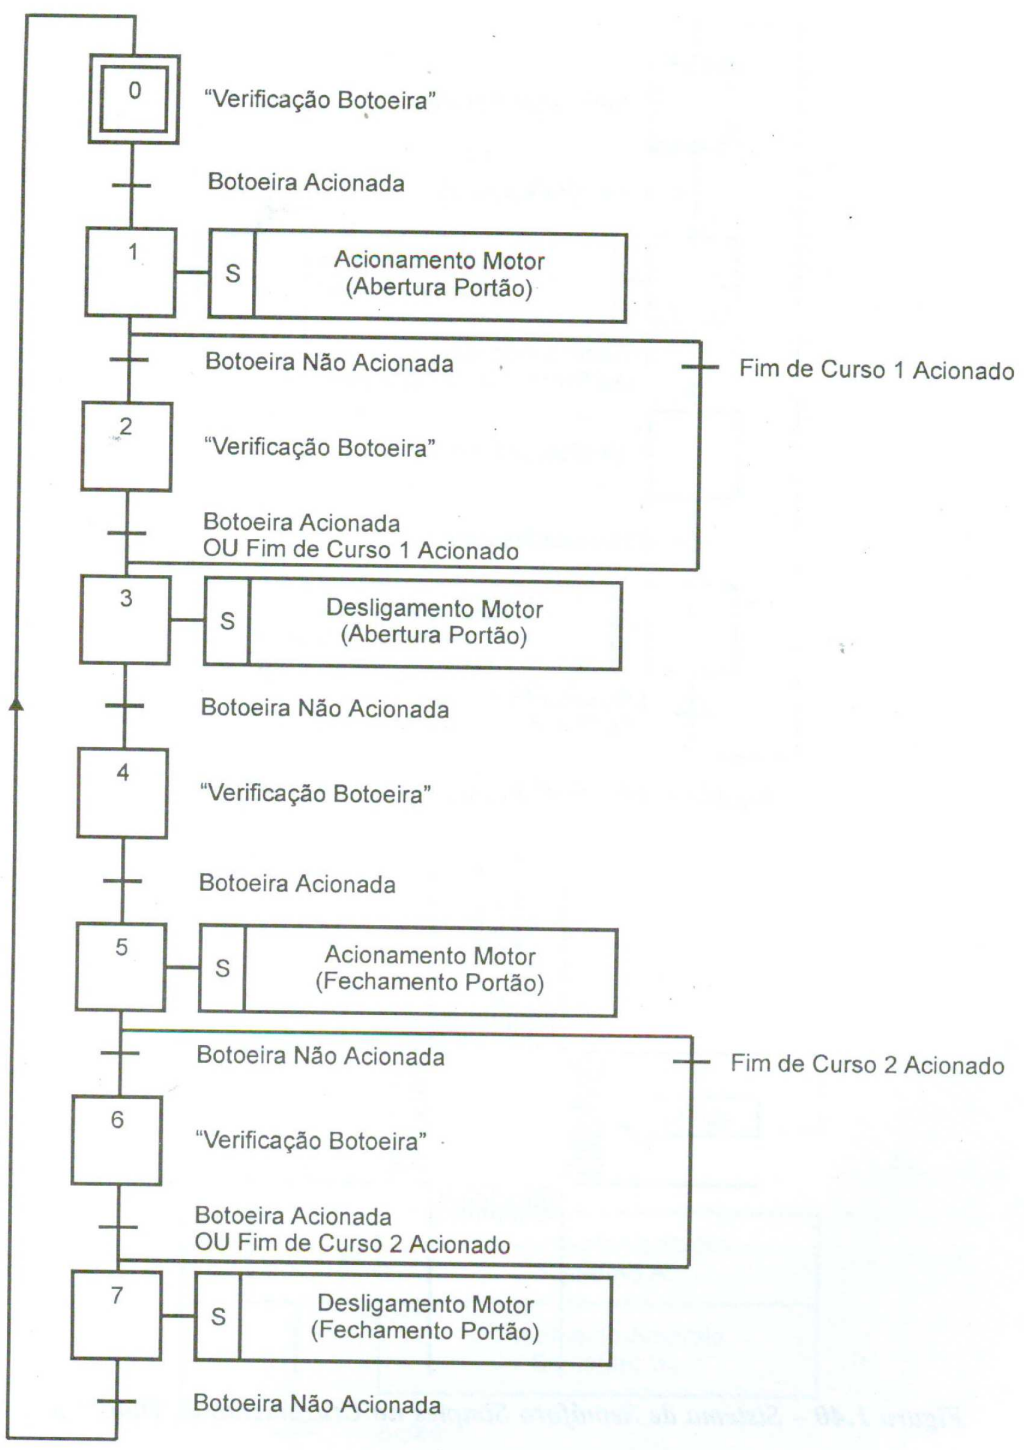 0
“Verificação Botoeira”
Botoeira Acionada
1
S
Acionamento Motor
(Abertura Portão)
Botoeira Não Acionada
Fim de Curso 1 Acionado
2
“Verificação Botoeira”
Botoeira Acionada
OU Fim de Curso 1 Acionado
3
S
Desligamento Motor
(Abertura Portão)
Botoeira Não Acionada
4
“Verificação Botoeira”
Botoeira Acionada
5
S
Acionamento Motor
(Fechamento Portão)
Botoeira Não Acionada
Fim de Curso 2 Acionado
6
“Verificação Botoeira”
Botoeira Acionada
OU Fim de Curso 2 Acionado
7
S
Desligamento Motor
(Fechamento Portão)
Botoeira Não Acionada